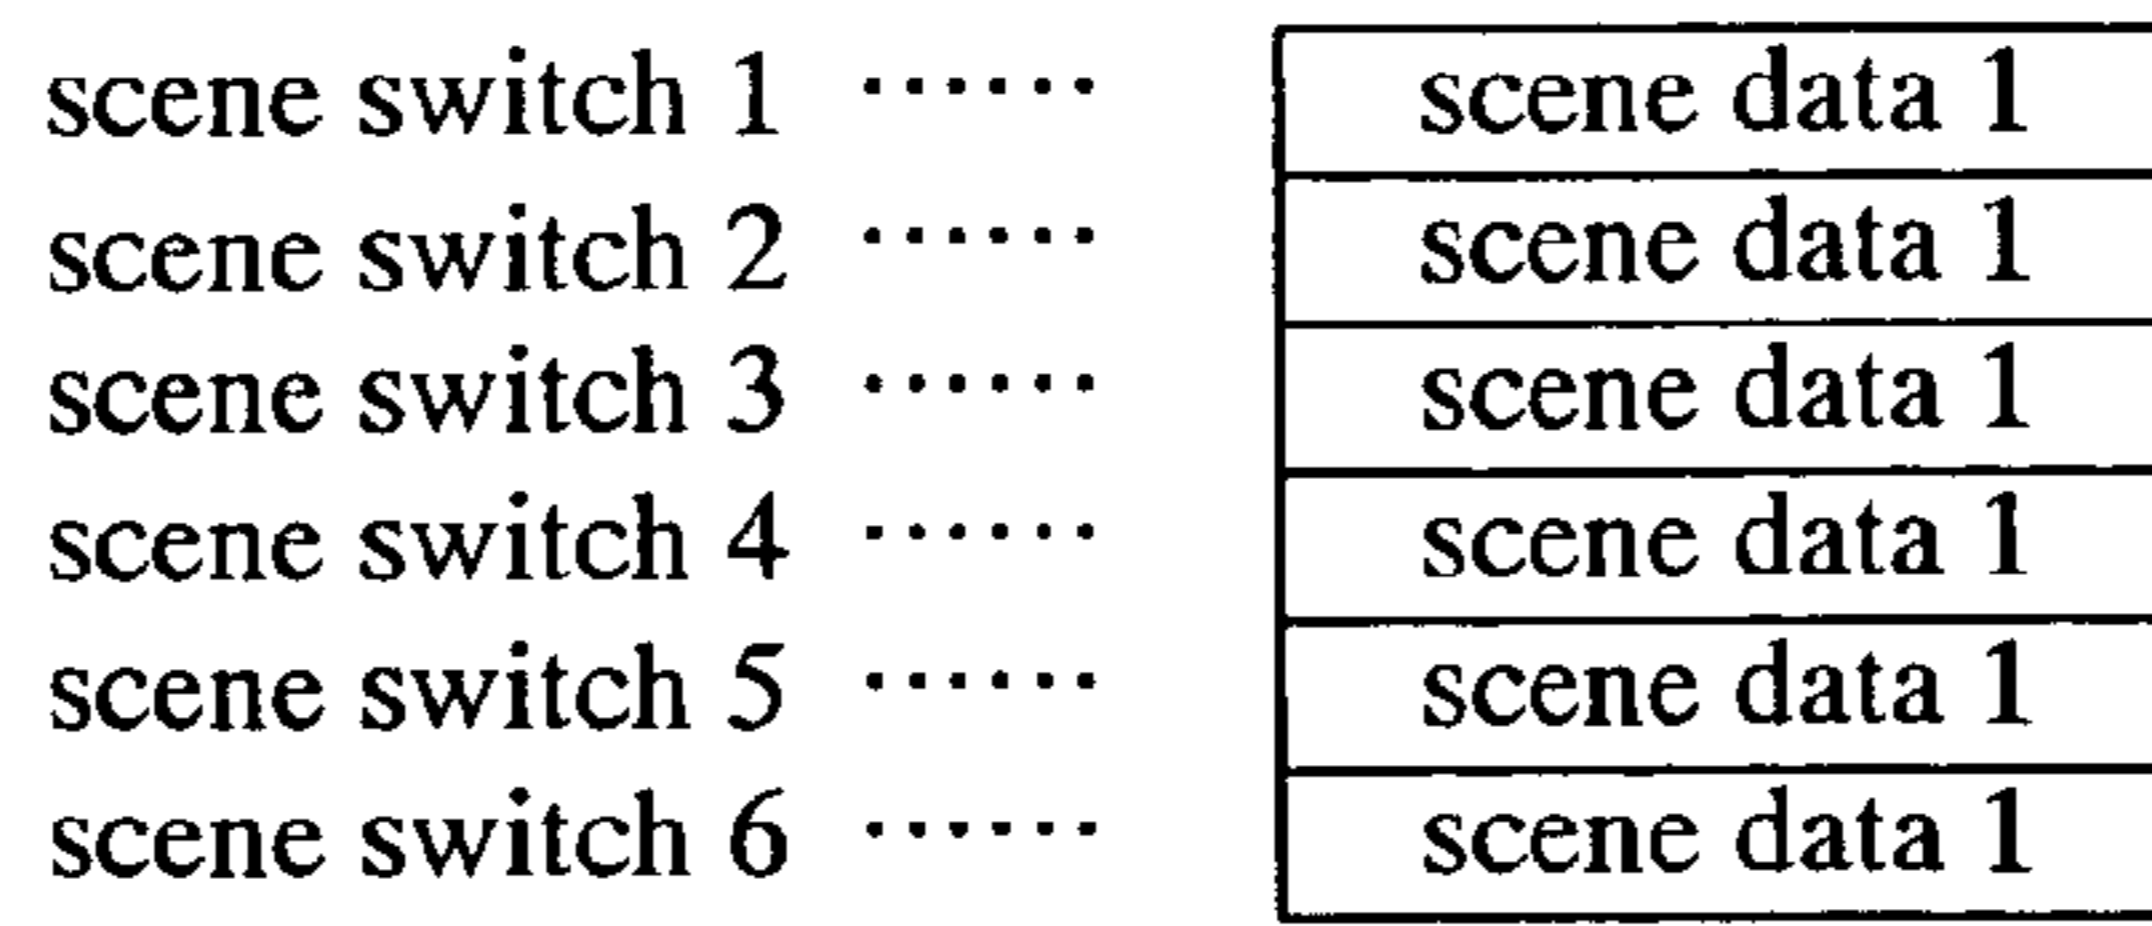 scene switch 1 ······ scene data 1
scene switch 2 ······ scene data 1
scene switch 3 ······ scene data 1
scene switch 4 ······ scene data 1
scene switch 5 ······ scene data 1
scene switch 6 ······ scene data 1